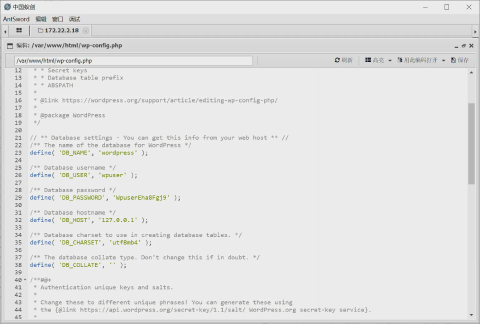 中国蚁剑
AntSword 编辑 窗口 调试
172.22.2.18
编辑: /var/www/html/wp-config.php
/var/www/html/wp-config.php 刷新 高亮 用此编码打开 保存
12 * * Secret keys
13 * * Database table prefix
14 * * ABSPATH
15 *
16 * @link https://wordpress.org/support/article/editing-wp-config-php/
17 *
18 * @package WordPress
19 */
20
21 // ** Database settings - You can get this info from your web host ** //
22 /** The name of the database for WordPress */
23 define( 'DB_NAME', 'wordpress' );
24
25 /** Database username */
26 define( 'DB_USER', 'wpuser' );
27
28 /** Database password */
29 define( 'DB_PASSWORD', 'WpuserEha8Fgj9' );
30
31 /** Database hostname */
32 define( 'DB_HOST', '127.0.0.1' );
33
34 /** Database charset to use in creating database tables. */
35 define( 'DB_CHARSET', 'utf8mb4' );
36
37 /** The database collate type. Don't change this if in doubt. */
38 define( 'DB_COLLATE', '' );
39
40 /**#@+
41 * Authentication unique keys and salts.
42 *
43 * Change these to different unique phrases! You can generate these using
44 * the {@link https://api.wordpress.org/secret-key/1.1/salt/ WordPress.org secret-key service}.
45 *